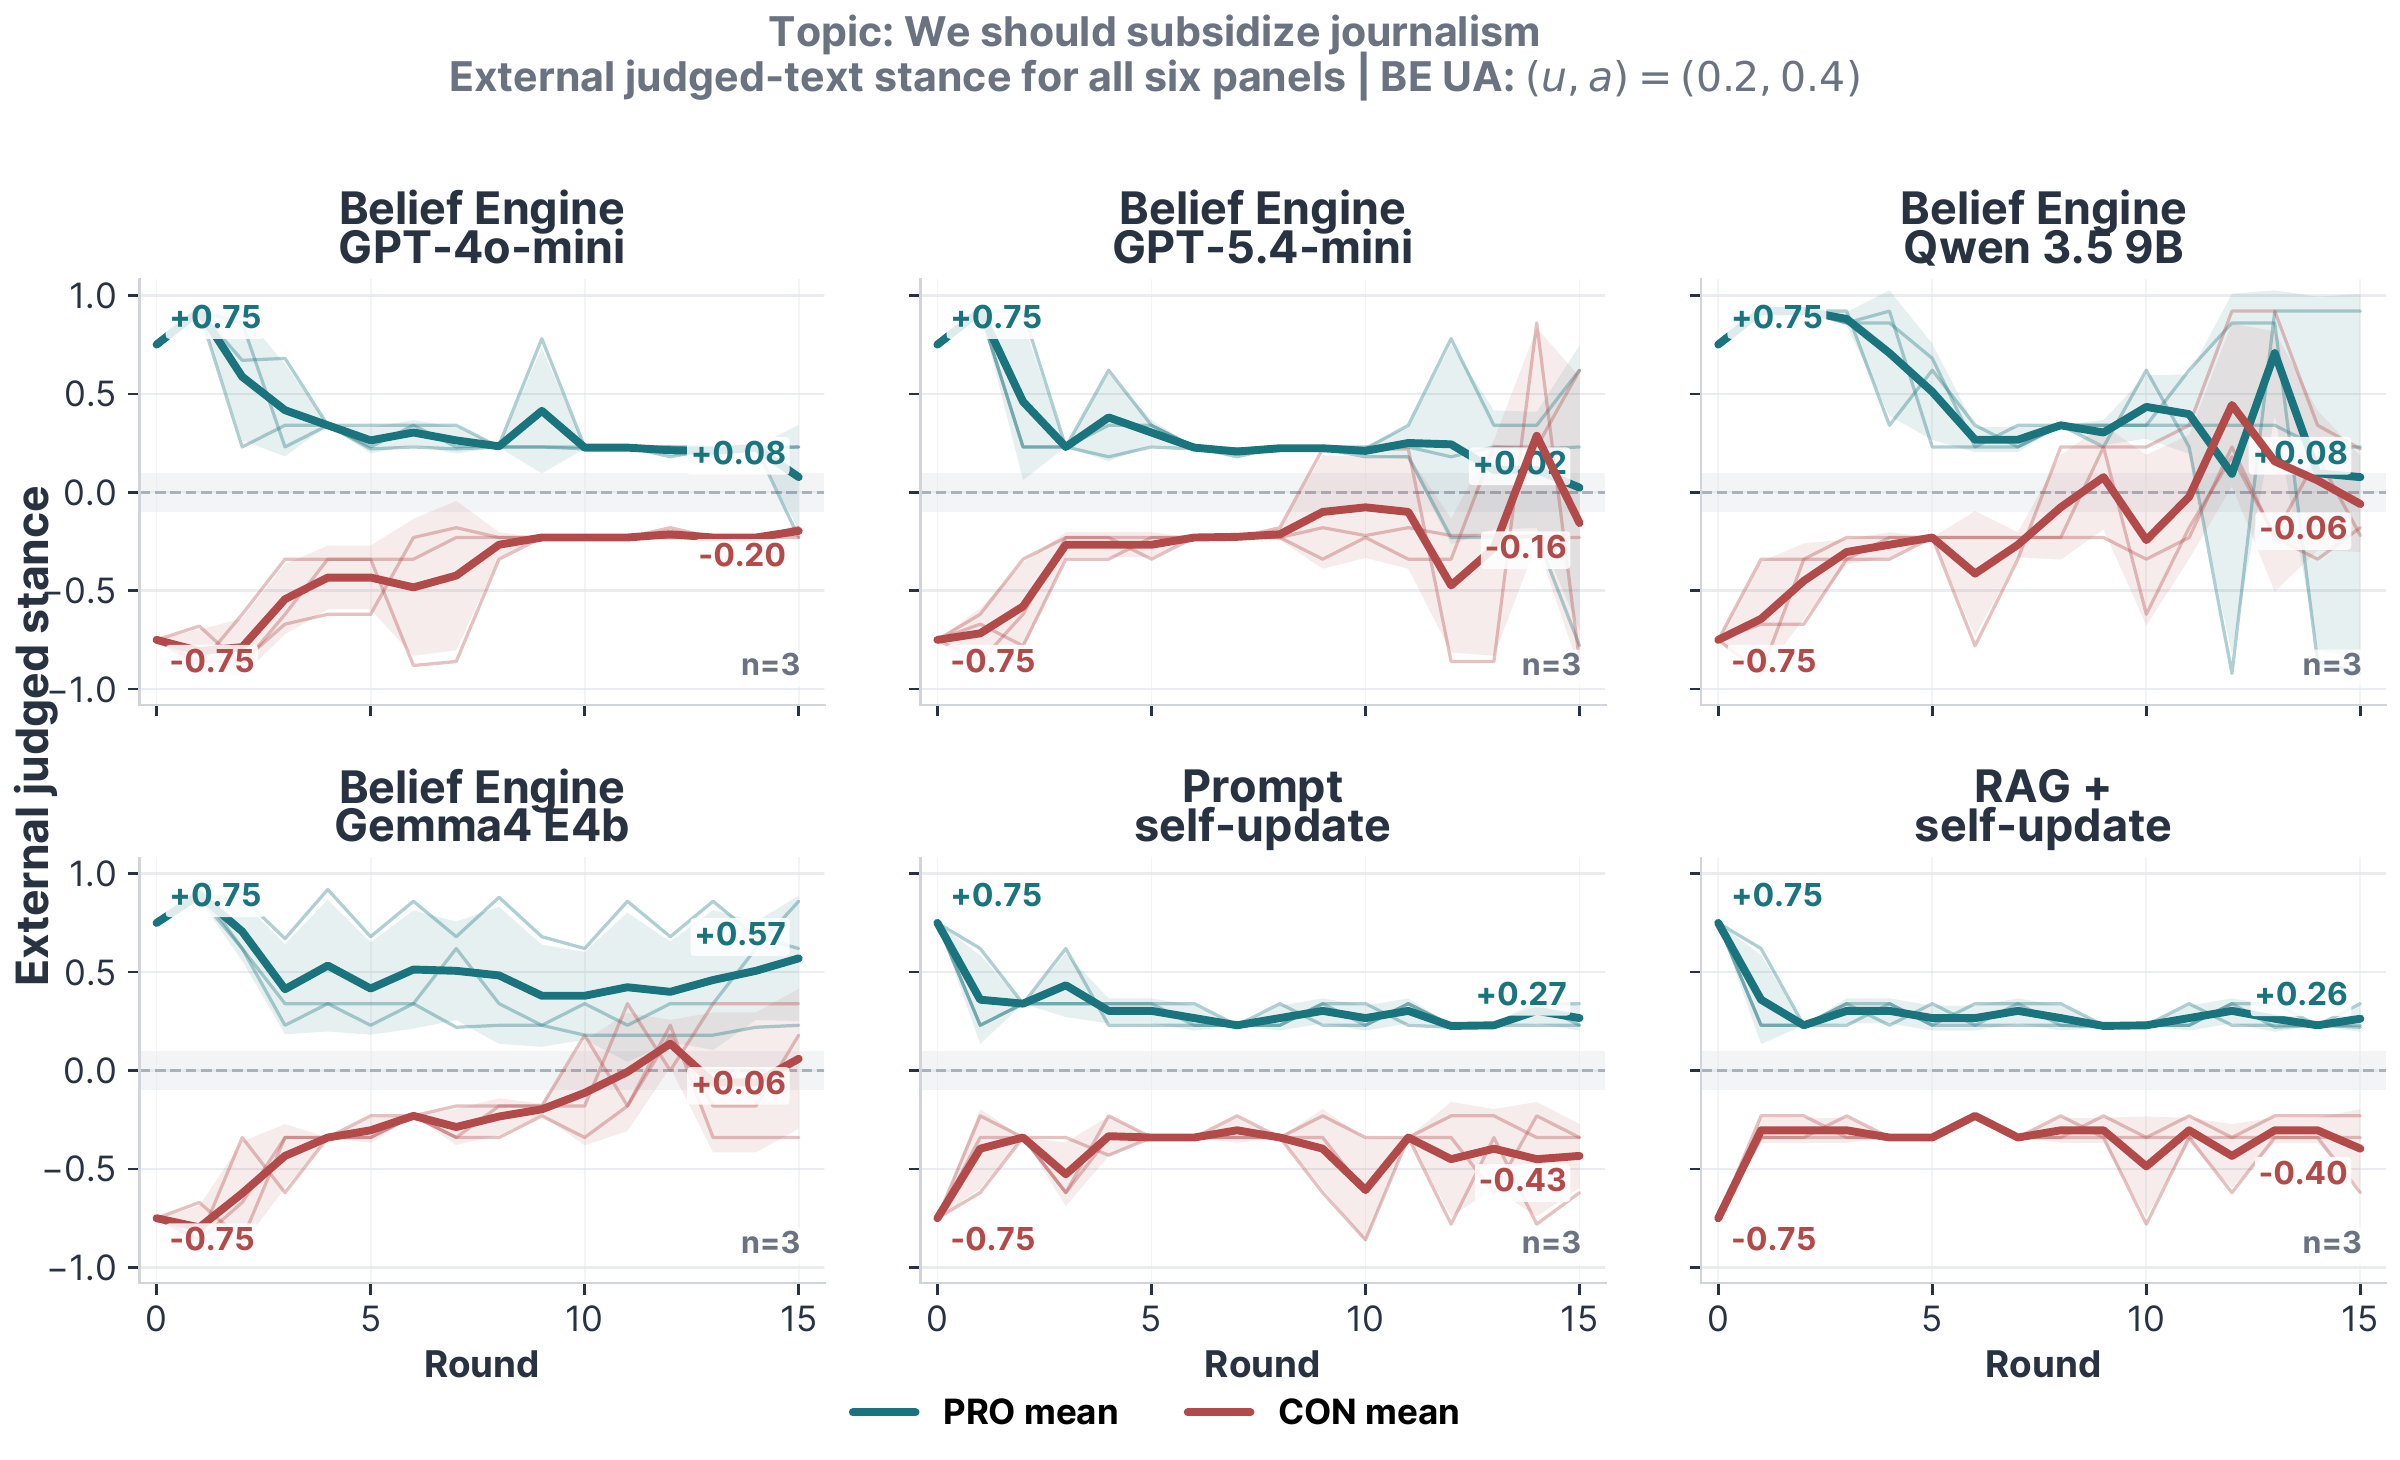 Topic: We should subsidize journalism
External judged-text stance for all six panels | BE UA: (u, a) = (0.2, 0.4)
Belief Engine
GPT-4o-mini
Belief Engine
GPT-5.4-mini
Belief Engine
Qwen 3.5 9B
External judged stance
1.0
0.5
0.0
−0.5
−1.0
+0.75
+0.08
-0.20
-0.75
n=3
+0.75
+0.02
-0.16
-0.75
n=3
+0.75
+0.08
-0.06
-0.75
n=3
Belief Engine
Gemma4 E4b
Prompt
self-update
RAG +
self-update
1.0
0.5
0.0
−0.5
−1.0
+0.75
+0.57
+0.06
-0.75
n=3
+0.75
+0.27
-0.43
-0.75
n=3
+0.75
+0.26
-0.40
-0.75
n=3
0 5 10 15
0 5 10 15
0 5 10 15
Round
Round
Round
PRO mean
CON mean